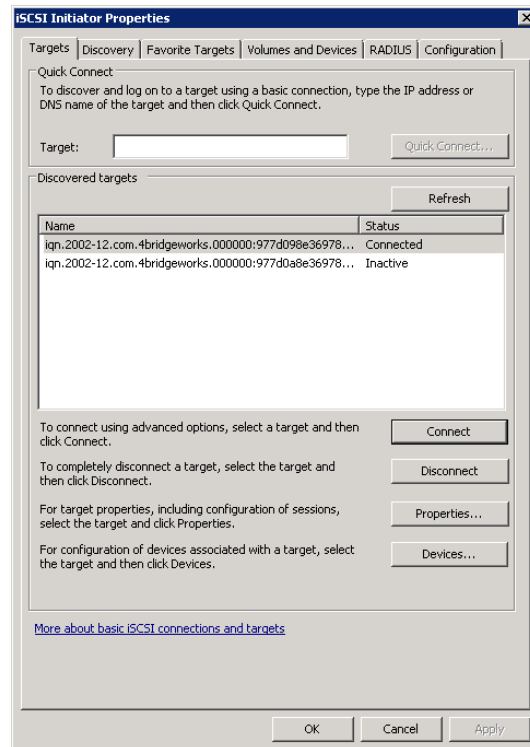 iSCSI Initiator Properties
Targets Discovery Favorite Targets Volumes and Devices RADIUS Configuration
Quick Connect
To discover and log on to a target using a basic connection, type the IP address or
DNS name of the target and then click Quick Connect.
Target:
Quick Connect...
Discovered targets
Refresh
Name Status
iqn.2002-12.com.4bridgeworks.000000:977d098e36978... Connected
iqn.2002-12.com.4bridgeworks.000000:977d0a8e36978... Inactive
To connect using advanced options, select a target and then
click Connect.
Connect
To completely disconnect a target, select the target and
then click Disconnect.
Disconnect
For target properties, including configuration of sessions,
select the target and click Properties.
Properties...
For configuration of devices associated with a target, select
the target and then click Devices.
Devices...
More about basic iSCSI connections and targets
OK Cancel Apply